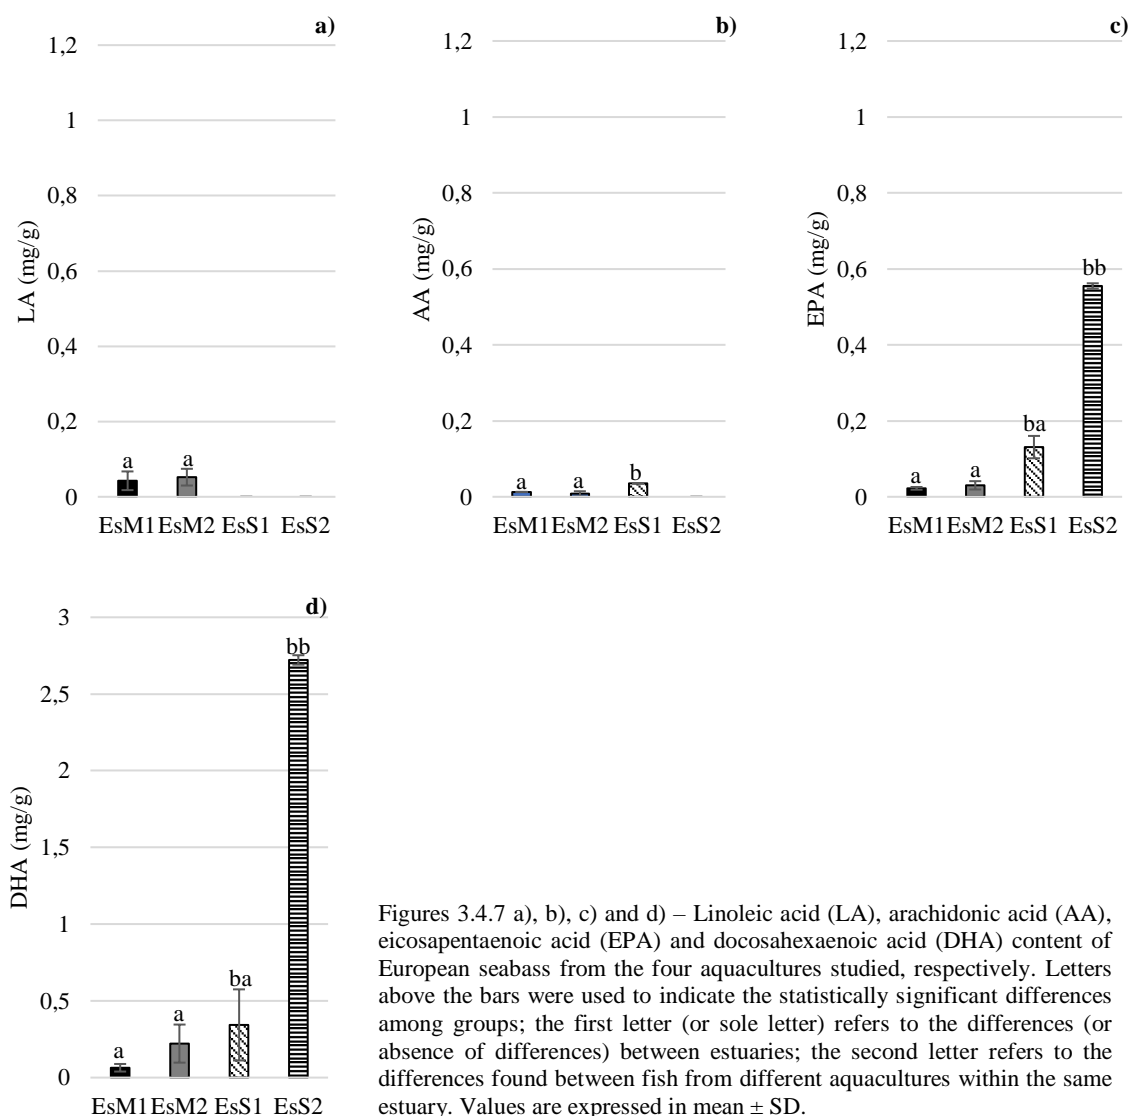 a)
1,2
1
0,8
0,6
0,4
0,2
0
LA (mg/g)
a a
EsM1 EsM2 EsS1 EsS2
b)
1,2
1
0,8
0,6
0,4
0,2
0
AA (mg/g)
a a b
EsM1 EsM2 EsS1 EsS2
c)
1,2
1
0,8
0,6
0,4
0,2
0
EPA (mg/g)
a a ba bb
EsM1 EsM2 EsS1 EsS2
d)
3
2,5
2
1,5
1
0,5
0
DHA (mg/g)
a a ba bb
EsM1 EsM2 EsS1 EsS2
Figures 3.4.7 a), b), c) and d) – Linoleic acid (LA), arachidonic acid (AA),
eicosapentaenoic acid (EPA) and docosahexaenoic acid (DHA) content of
European seabass from the four aquacultures studied, respectively. Letters
above the bars were used to indicate the statistically significant differences
among groups; the first letter (or sole letter) refers to the differences (or
absence of differences) between estuaries; the second letter refers to the
differences found between fish from different aquacultures within the same
estuary. Values are expressed in mean ± SD.